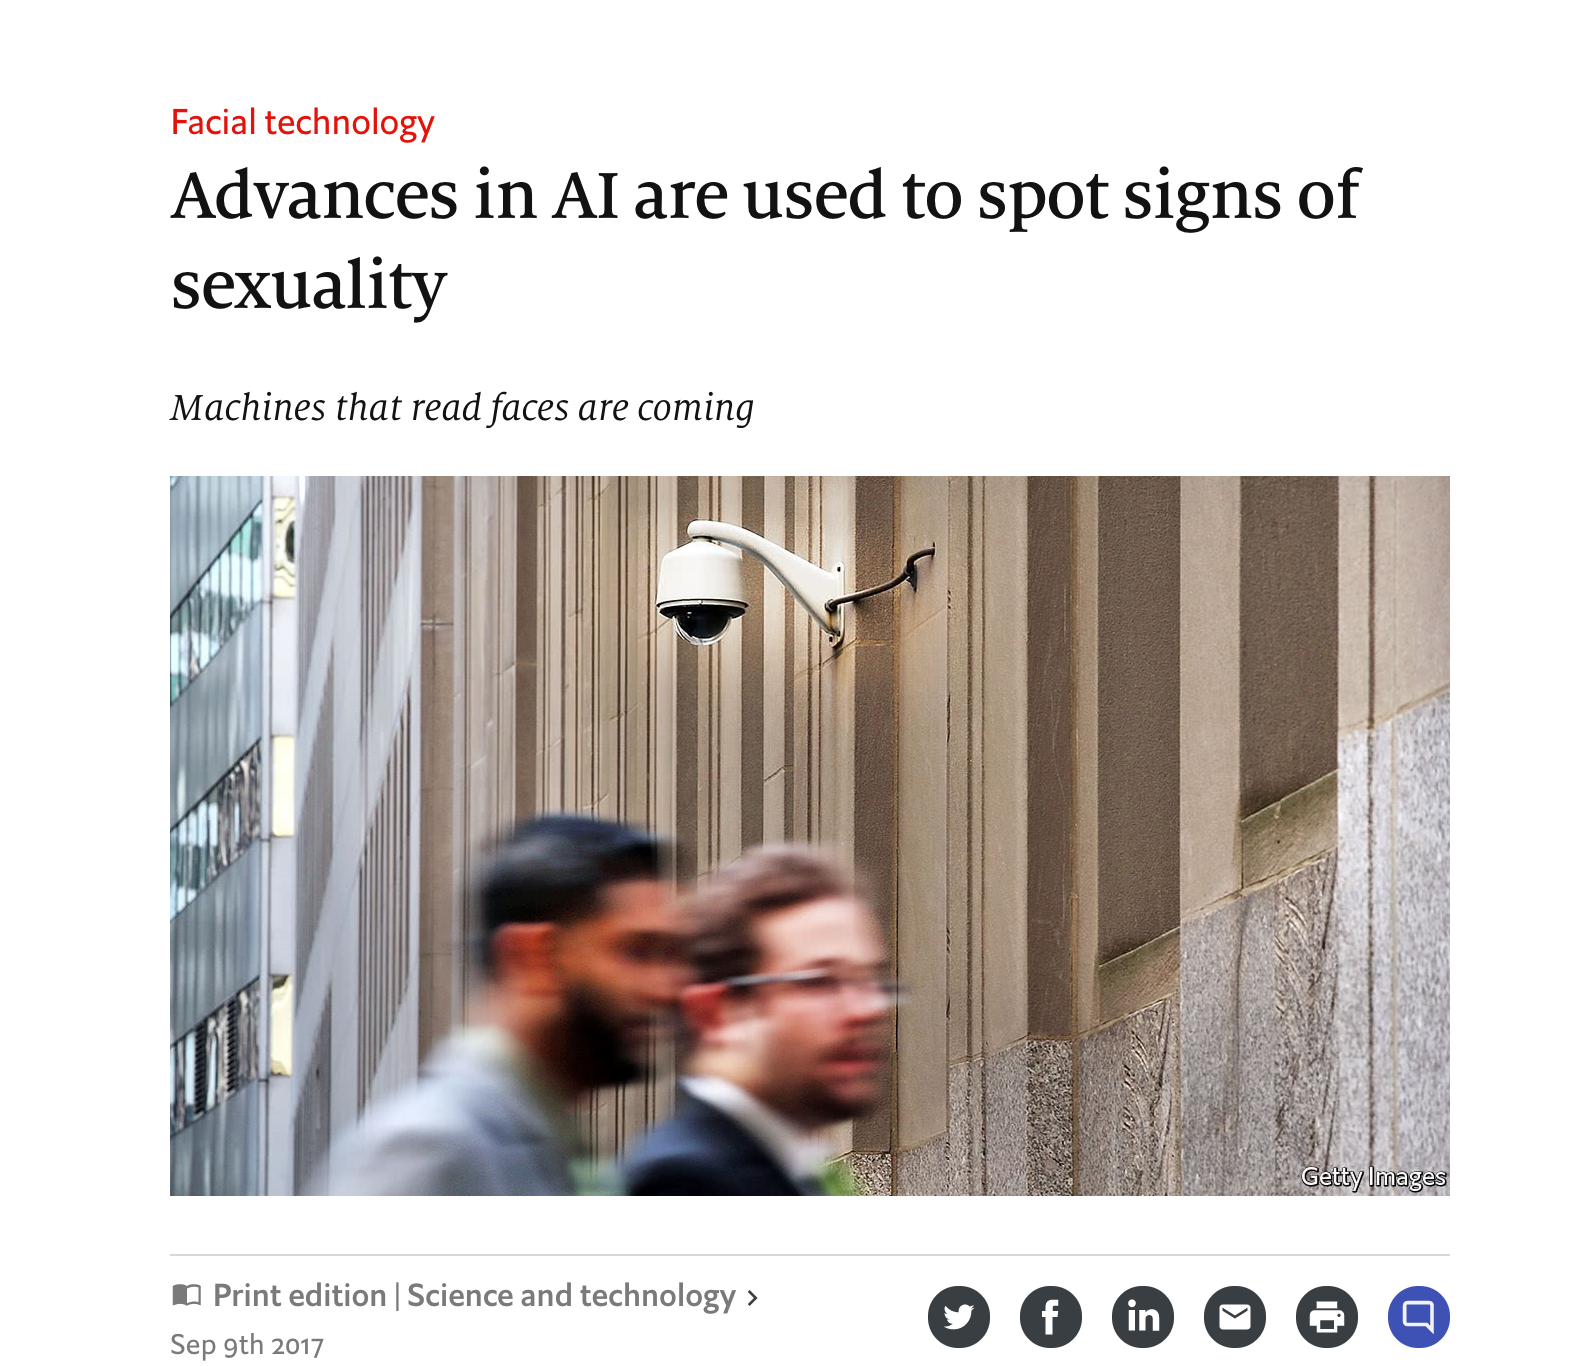 Facial technology
Advances in AI are used to spot signs of
sexuality
Machines that read faces are coming
Getty Images
Print edition | Science and technology
Sep 9th 2017